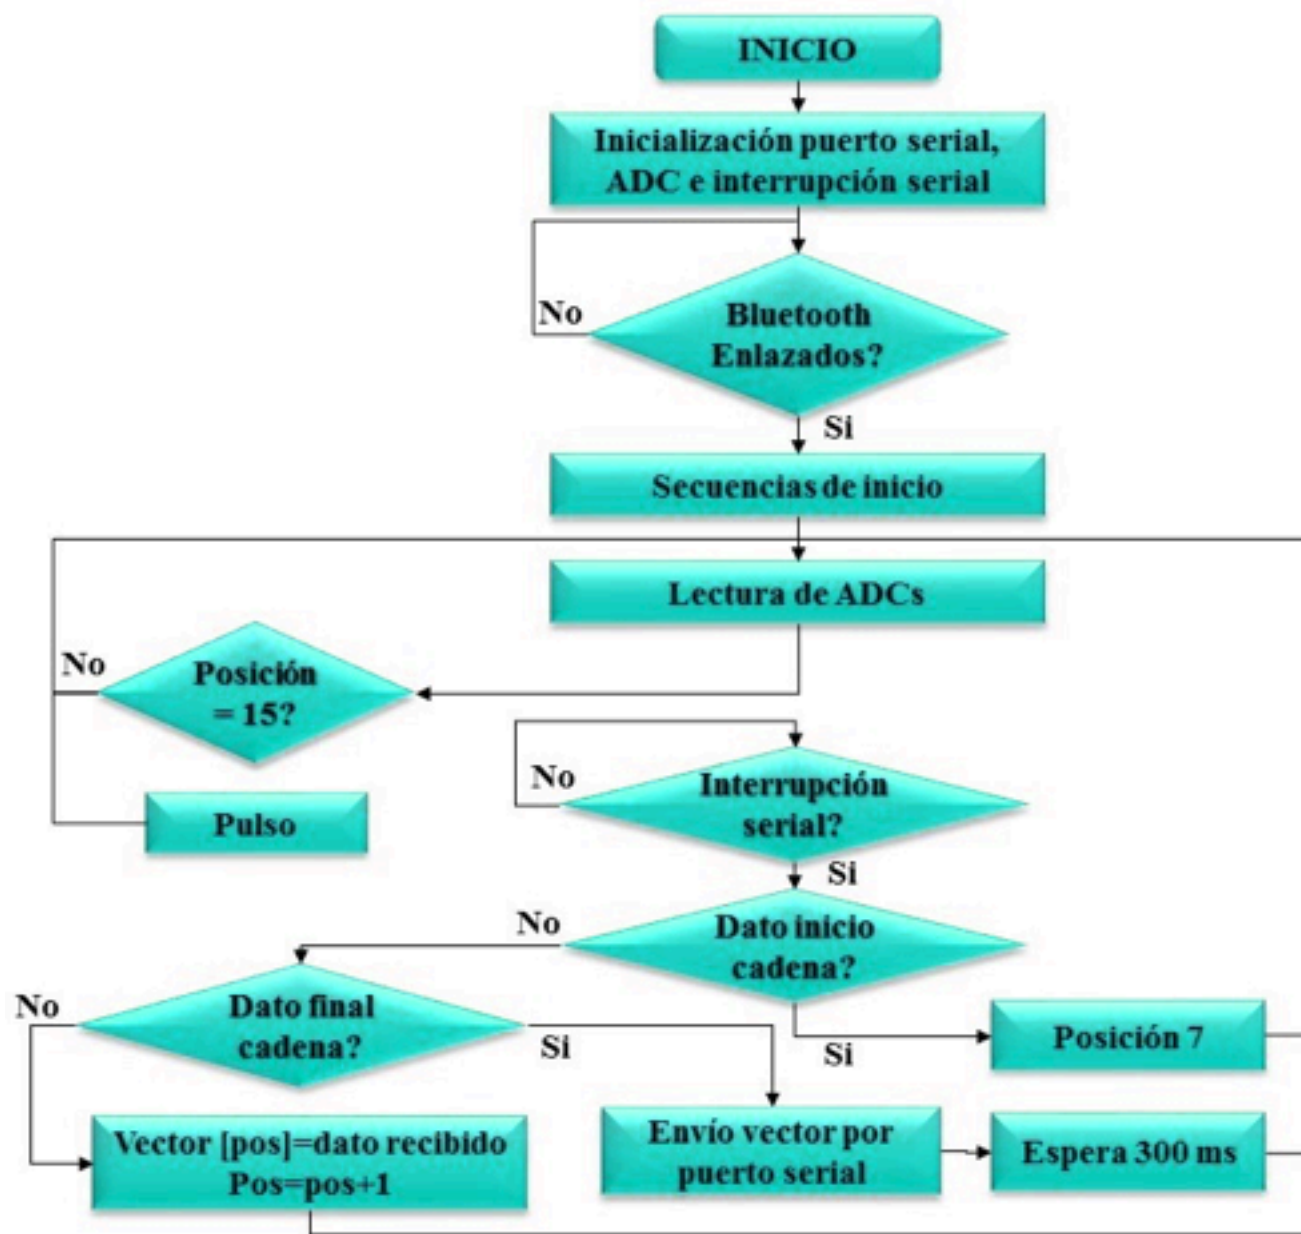 INICIO
Inicialización puerto serial,
ADC e interrupción serial
Bluetooth
Enlazados?
No
Si
Secuencias de inicio
Lectura de ADCs
No
Posición
= 15?
Pulso
No
Interrupción
serial?
Si
No
Dato inicio
cadena?
Si
Posición 7
No
Dato final
cadena?
Si
Vector [pos]=dato recibido
Pos=pos+1
Envío vector por
puerto serial
Espera 300 ms